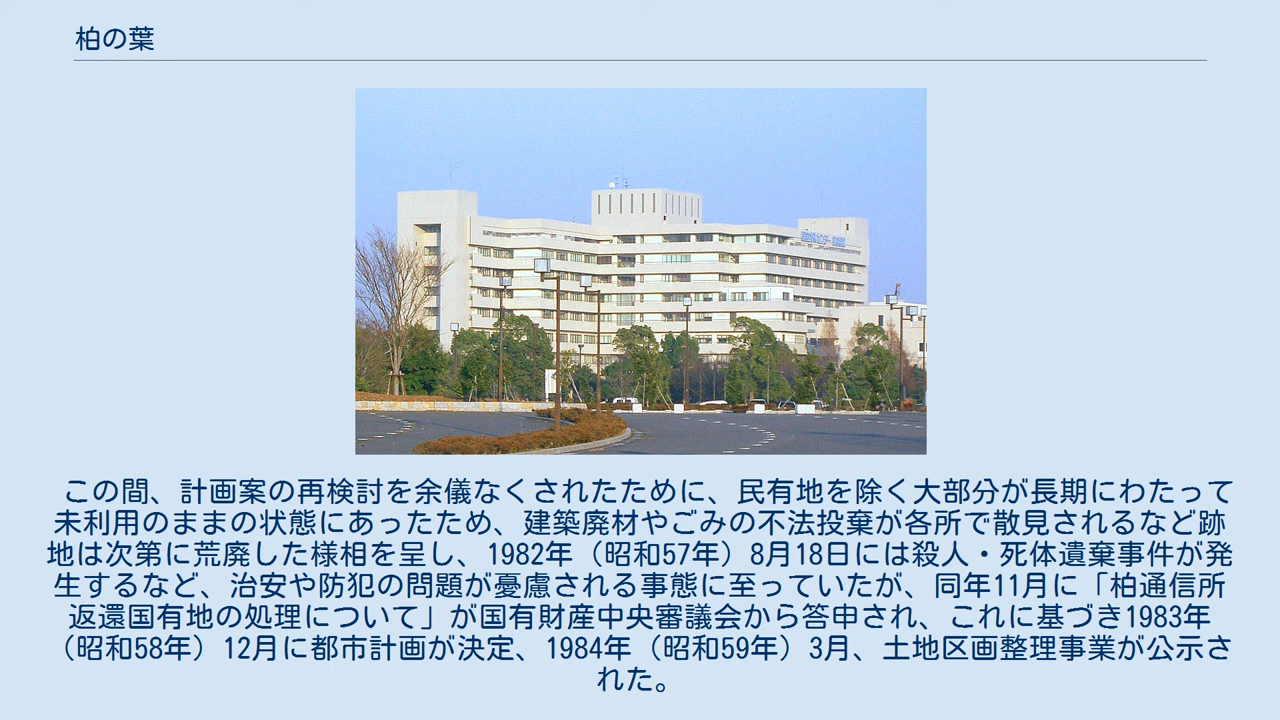 柏の葉
この間、計画案の再検討を余儀なくされたために、民有地を除く大部分が長期にわたって
未利用のままの状態にあったため、建築廃材やごみの不法投棄が各所で散見されるなど跡
地は次第に荒廃した様相を呈し、1982年（昭和57年）8月18日には殺人・死体遺棄事件が発
生するなど、治安や防犯の問題が憂慮される事態に至っていたが、同年11月に「柏通信所
返還国有地の処理について」が国有財産中央審議会から答申され、これに基づき1983年
（昭和58年）12月に都市計画が決定、1984年（昭和59年）3月、土地区画整理事業が公示さ
れた。